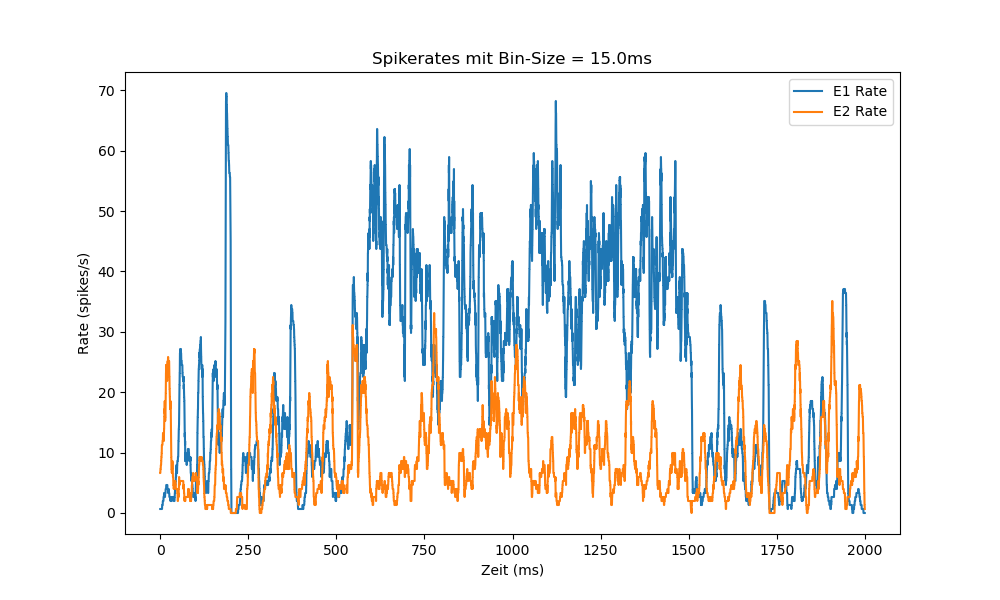 Spikerates mit Bin-Size = 15.0ms
E1 Rate
E2 Rate
70
60
50
40
30
20
10
0
Rate (spikes/s)
0 250 500 750 1000 1250 1500 1750 2000
Zeit (ms)